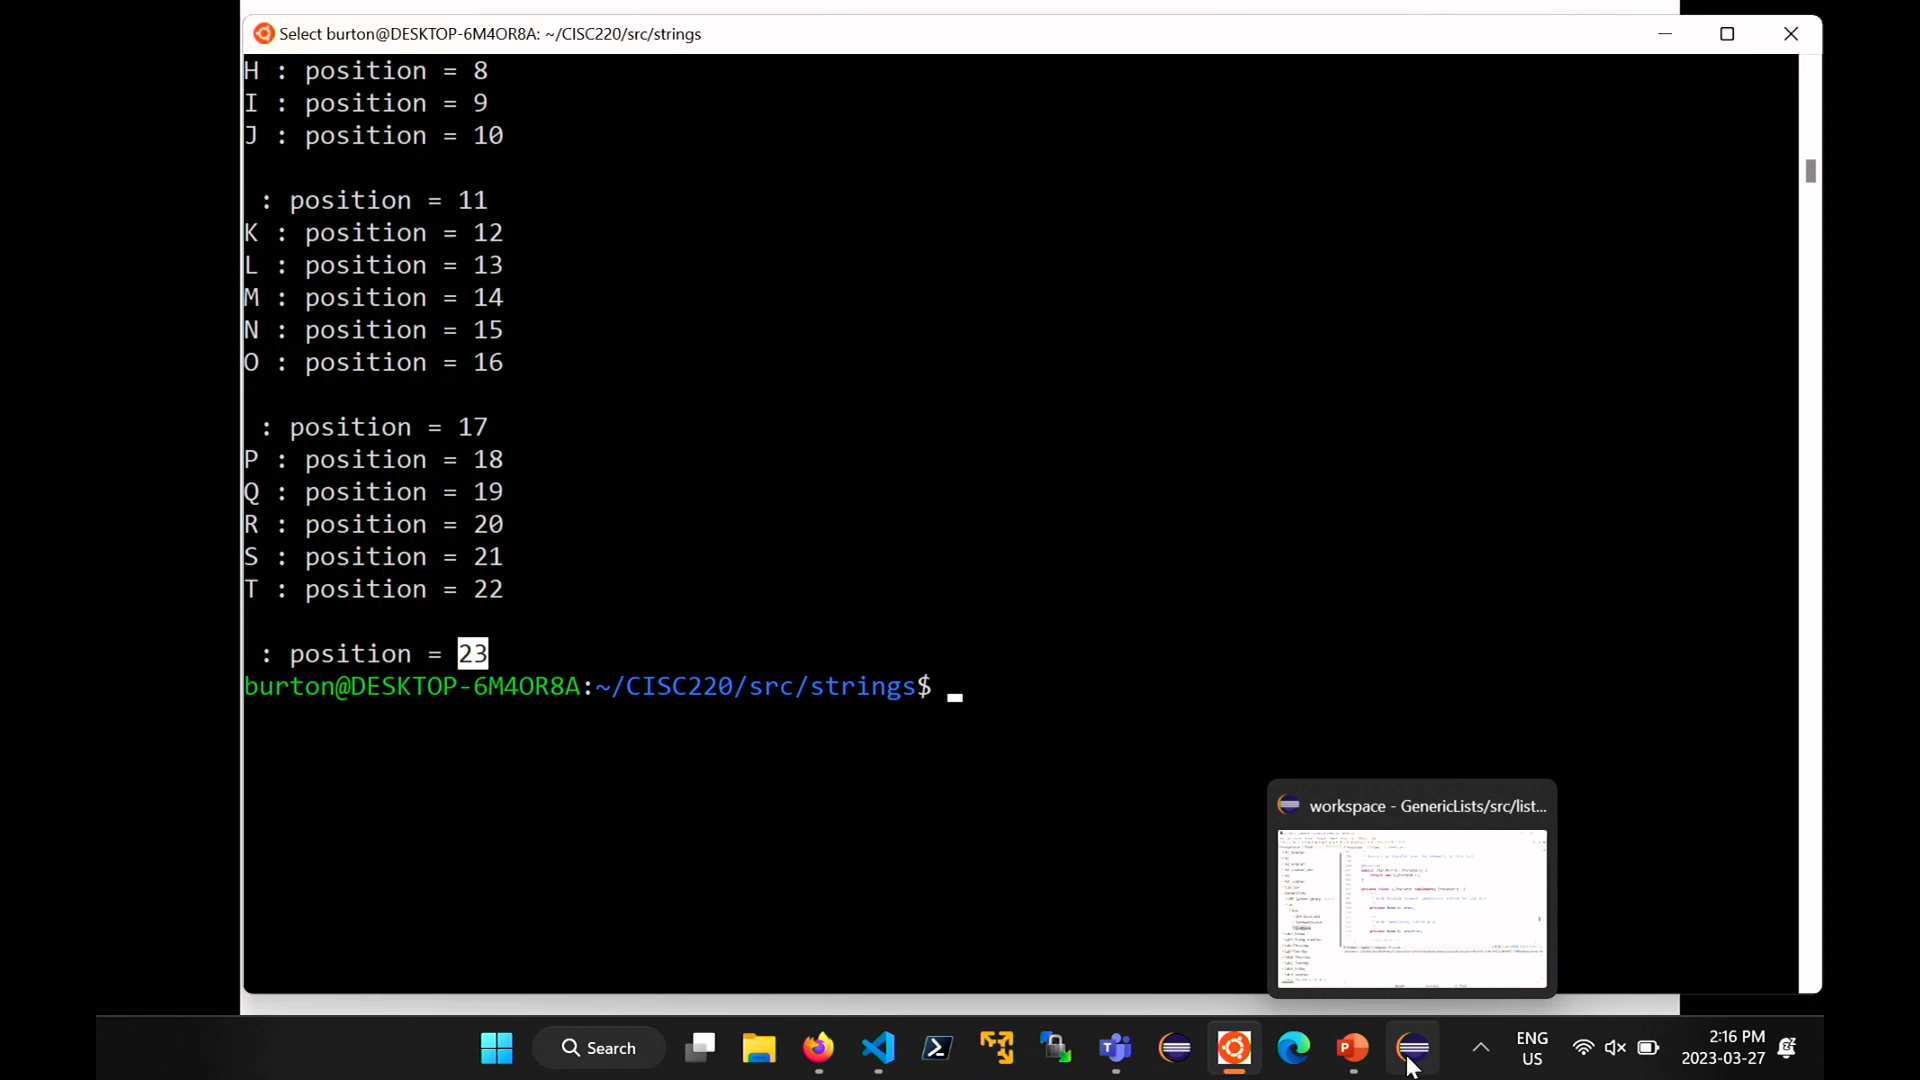 Select burton@DESKTOP-6M4OR8A: ~/CISC220/src/strings
H : position = 8
I : position = 9
J : position = 10
: position = 11
K : position = 12
L : position = 13
M : position = 14
N : position = 15
O : position = 16
: position = 17
P : position = 18
Q : position = 19
R : position = 20
S : position = 21
T : position = 22
: position = 23
burton@DESKTOP-6M4OR8A:~/CISC220/src/strings$
workspace - GenericLists/src/list...
Search
ENG
US
2:16 PM
2023-03-27